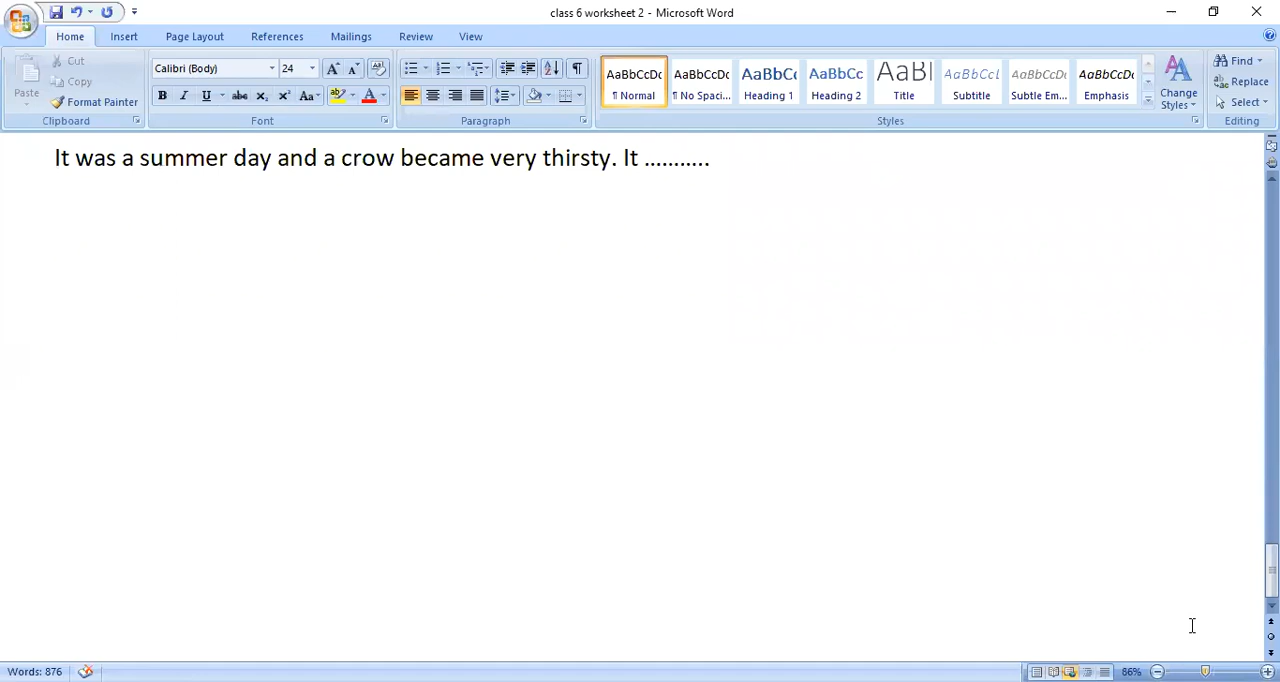 class 6 worksheet 2 - Microsoft Word
Home Insert Page Layout References Mailings Review View
Paste Cut Copy Format Painter
Calibri (Body) 24
AaBbCcDc AaBbCcDc AaBbCc AaBbCc AaBl AaBbCcL AaBbCcDc AaBbCcDc
¶ Normal ¶ No Spaci... Heading 1 Heading 2 Title Subtitle Subtle Em... Emphasis
Change Styles
Find Replace Select
Clipboard Font Paragraph Styles Editing
It was a summer day and a crow became very thirsty. It ...........
Words: 876 86%